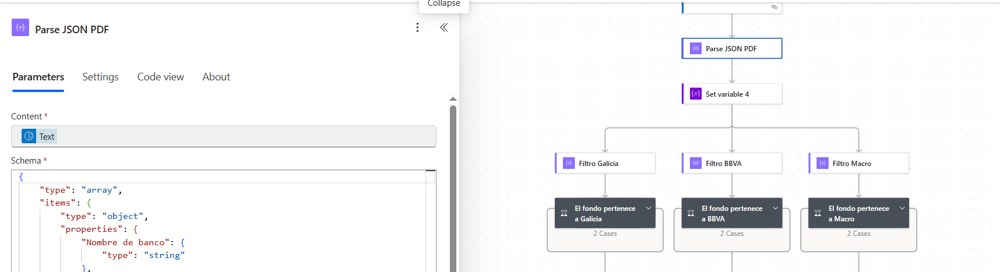 Collapse
Parse JSON PDF
Parameters Settings Code view About
Content *
Text
Schema *
{
"type": "array",
"items": {
"type": "object",
"properties": {
"Nombre de banco": {
"type": "string"
},
Parse JSON PDF
Set variable 4
Filtro Galicia
Filtro BBVA
Filtro Macro
El fondo pertenece
a Galicia
2 Cases
El fondo pertenece
a BBVA
2 Cases
El fondo pertenece
a Macro
2 Cases